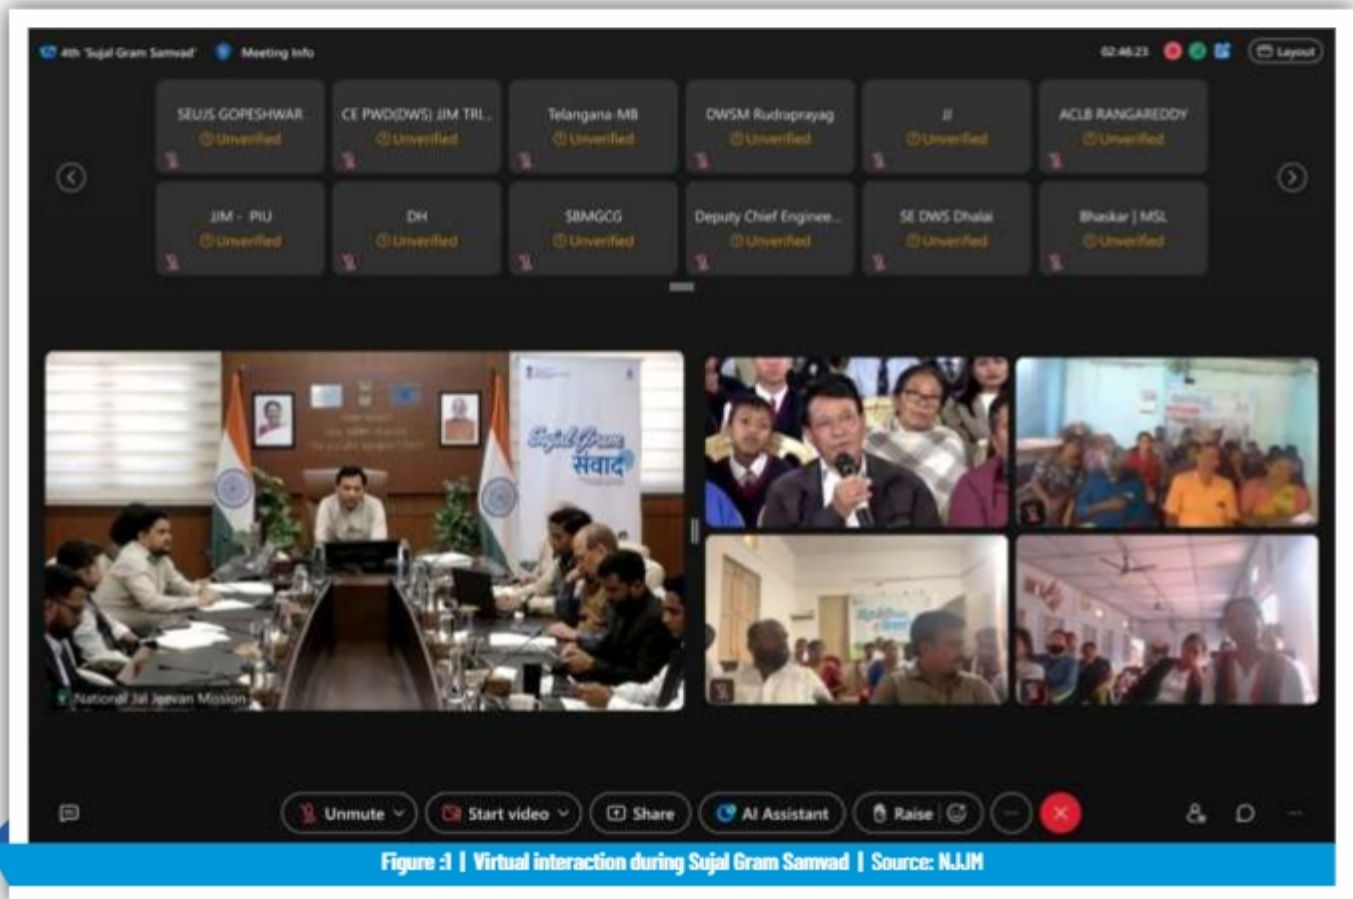 4th 'Sujal Gram Samvad' Meeting Info 02:46:23 Layout
SEUJS GOPESHWAR
Unverified
CE PWD(DWS) JJM TRI...
Unverified
Telangana-MB
Unverified
DWSM Rudraprayag
Unverified
JJ
Unverified
ACLB RANGAREDDY
Unverified
JJM - PIU
Unverified
DH
Unverified
SBMGCG
Unverified
Deputy Chief Enginee...
Unverified
SE DWS Dhalai
Unverified
Bhaskar | MSL
Unverified
Sujal Gram
संवाद
National Jal Jeevan Mission
Unmute Start video Share AI Assistant Raise
Figure :1 | Virtual interaction during Sujal Gram Samvad | Source: NJJM